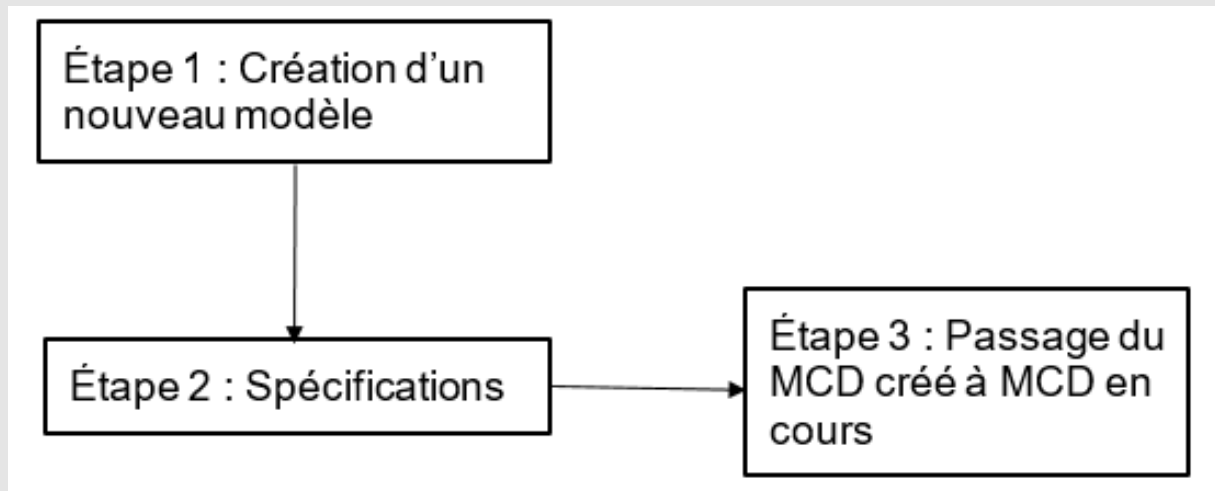 Étape 1 : Création d’un
nouveau modèle
Étape 2 : Spécifications
Étape 3 : Passage du
MCD créé à MCD en
cours